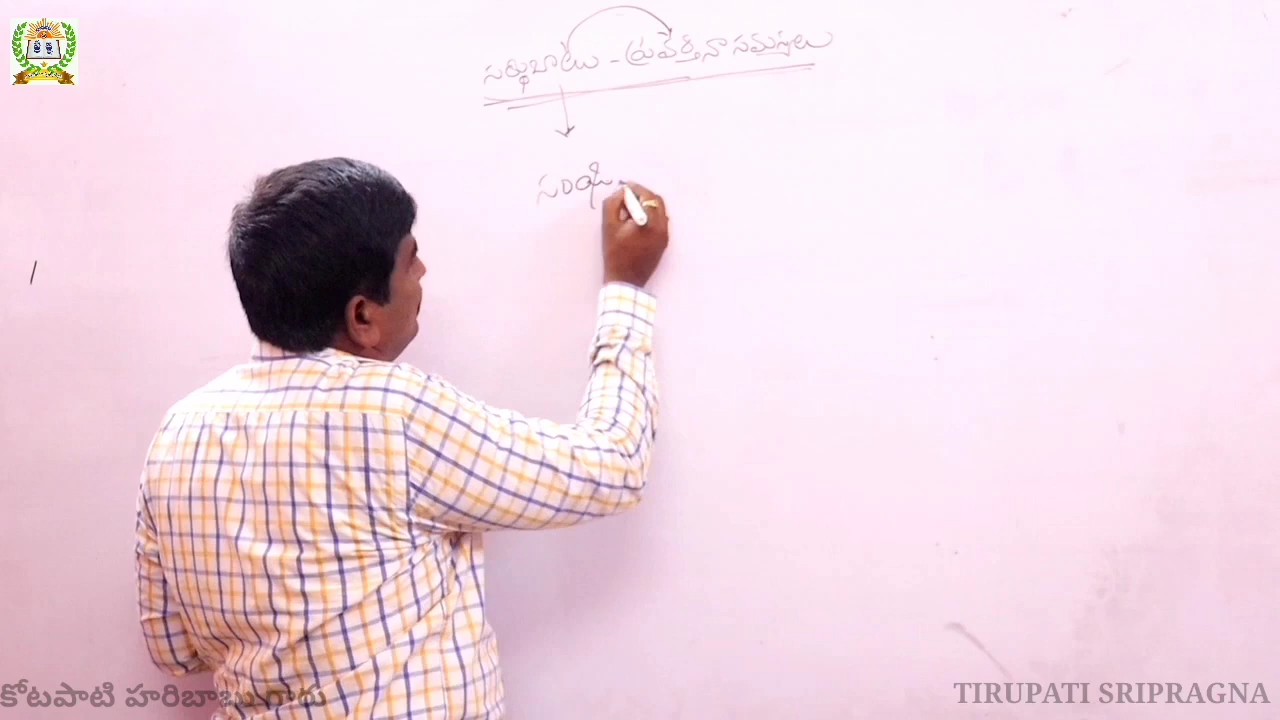 సర్దుబాటు - ప్రవర్తనా సమస్యలు
కోటపాటి హరిబాబు గారు
TIRUPATI SRIPRAGNA